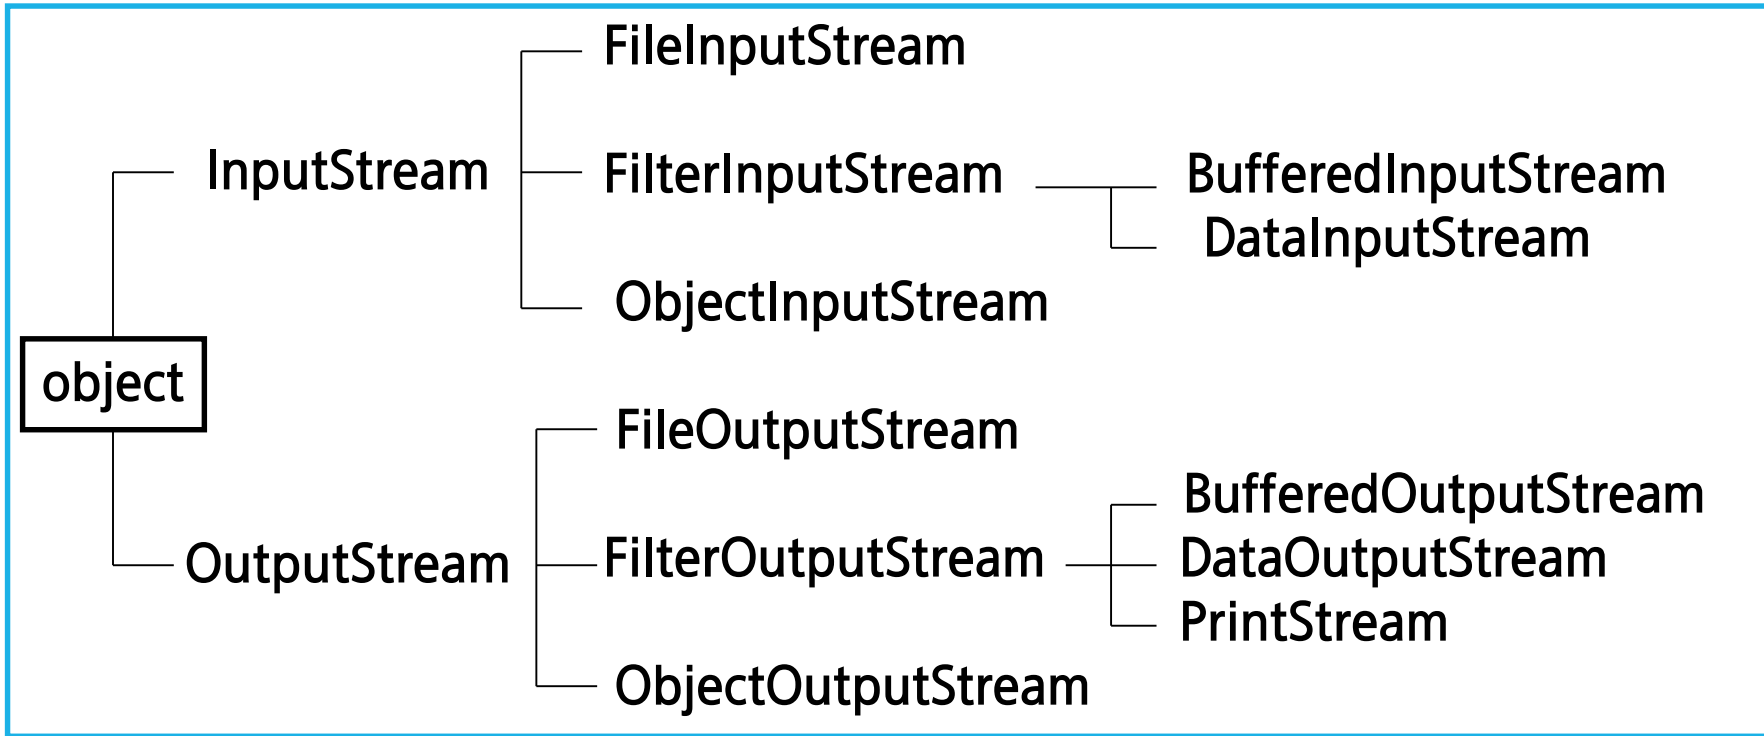 FileInputStream
InputStream
FilterInputStream
BufferedInputStream
DataInputStream
ObjectInputStream
object
FileOutputStream
OutputStream
FilterOutputStream
BufferedOutputStream
DataOutputStream
PrintStream
ObjectOutputStream